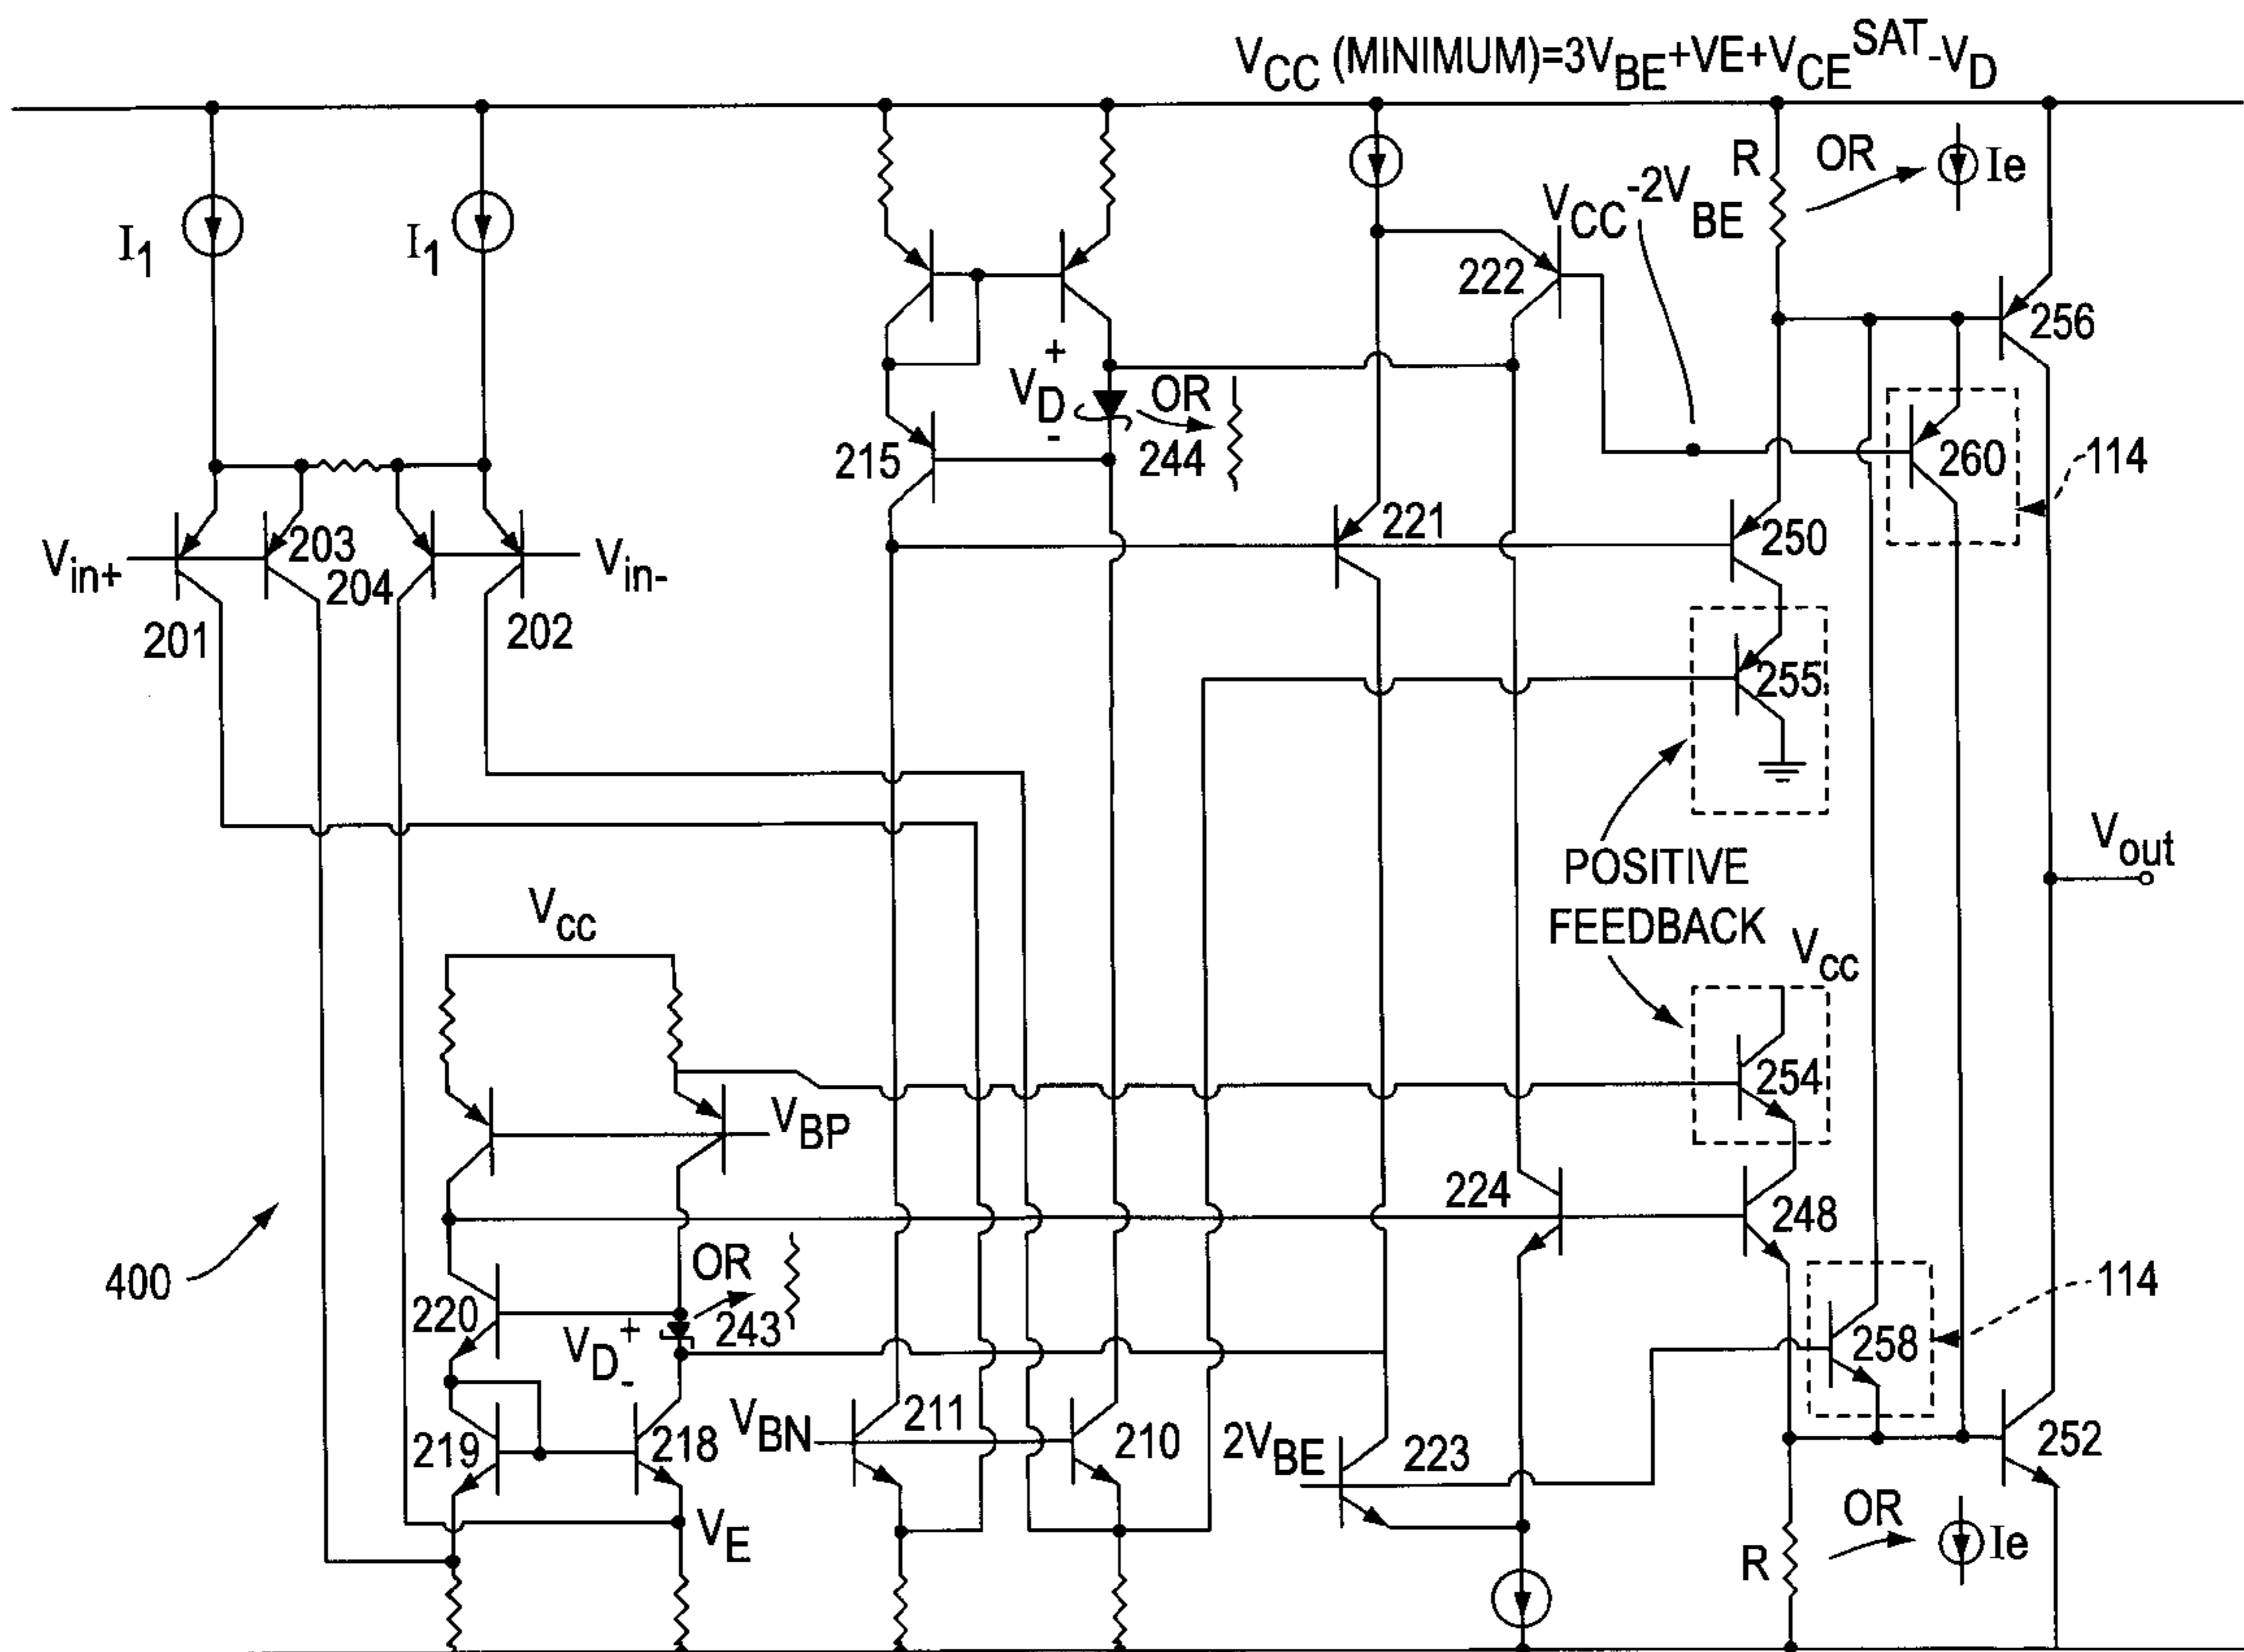 VCC (MINIMUM)=3VBE+VE+VCE SAT-VD
R
OR
Ie
VCC-2VBE
I1
I1
222
256
+
VD
-
OR
244
215
260
114
203
221
250
Vin+
204
Vin-
201
202
255
POSITIVE
FEEDBACK
Vout
Vcc
Vcc
254
VBP
224
248
400
OR
220
VD
+
-
243
258
114
VBN
211
219
218
210
2VBE
223
252
VE
OR
R
Ie